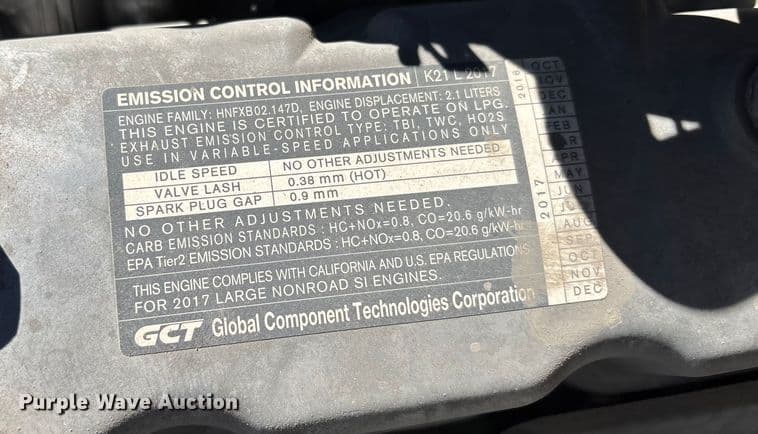 EMISSION CONTROL INFORMATION K21 L 2017
ENGINE FAMILY: HNFXB02.147D, ENGINE DISPLACEMENT: 2.1 LITERS
THIS ENGINE IS CERTIFIED TO OPERATE ON LPG.
EXHAUST EMISSION CONTROL TYPE: TBI, TWC, HO2S
USE IN VARIABLE-SPEED APPLICATIONS ONLY
IDLE SPEED NO OTHER ADJUSTMENTS NEEDED
VALVE LASH 0.38 mm (HOT)
SPARK PLUG GAP 0.9 mm
NO OTHER ADJUSTMENTS NEEDED.
CARB EMISSION STANDARDS : HC+NOx=0.8, CO=20.6 g/kW-hr
EPA Tier2 EMISSION STANDARDS : HC+NOx=0.8, CO=20.6 g/kW-hr
THIS ENGINE COMPLIES WITH CALIFORNIA AND U.S. EPA REGULATIONS
FOR 2017 LARGE NONROAD SI ENGINES.
GCT Global Component Technologies Corporation
2016
OCT
NOV
DEC
2017
JAN
FEB
MAR
APR
MAY
JUN
JUL
AUG
SEP
OCT
NOV
DEC
Purple Wave Auction